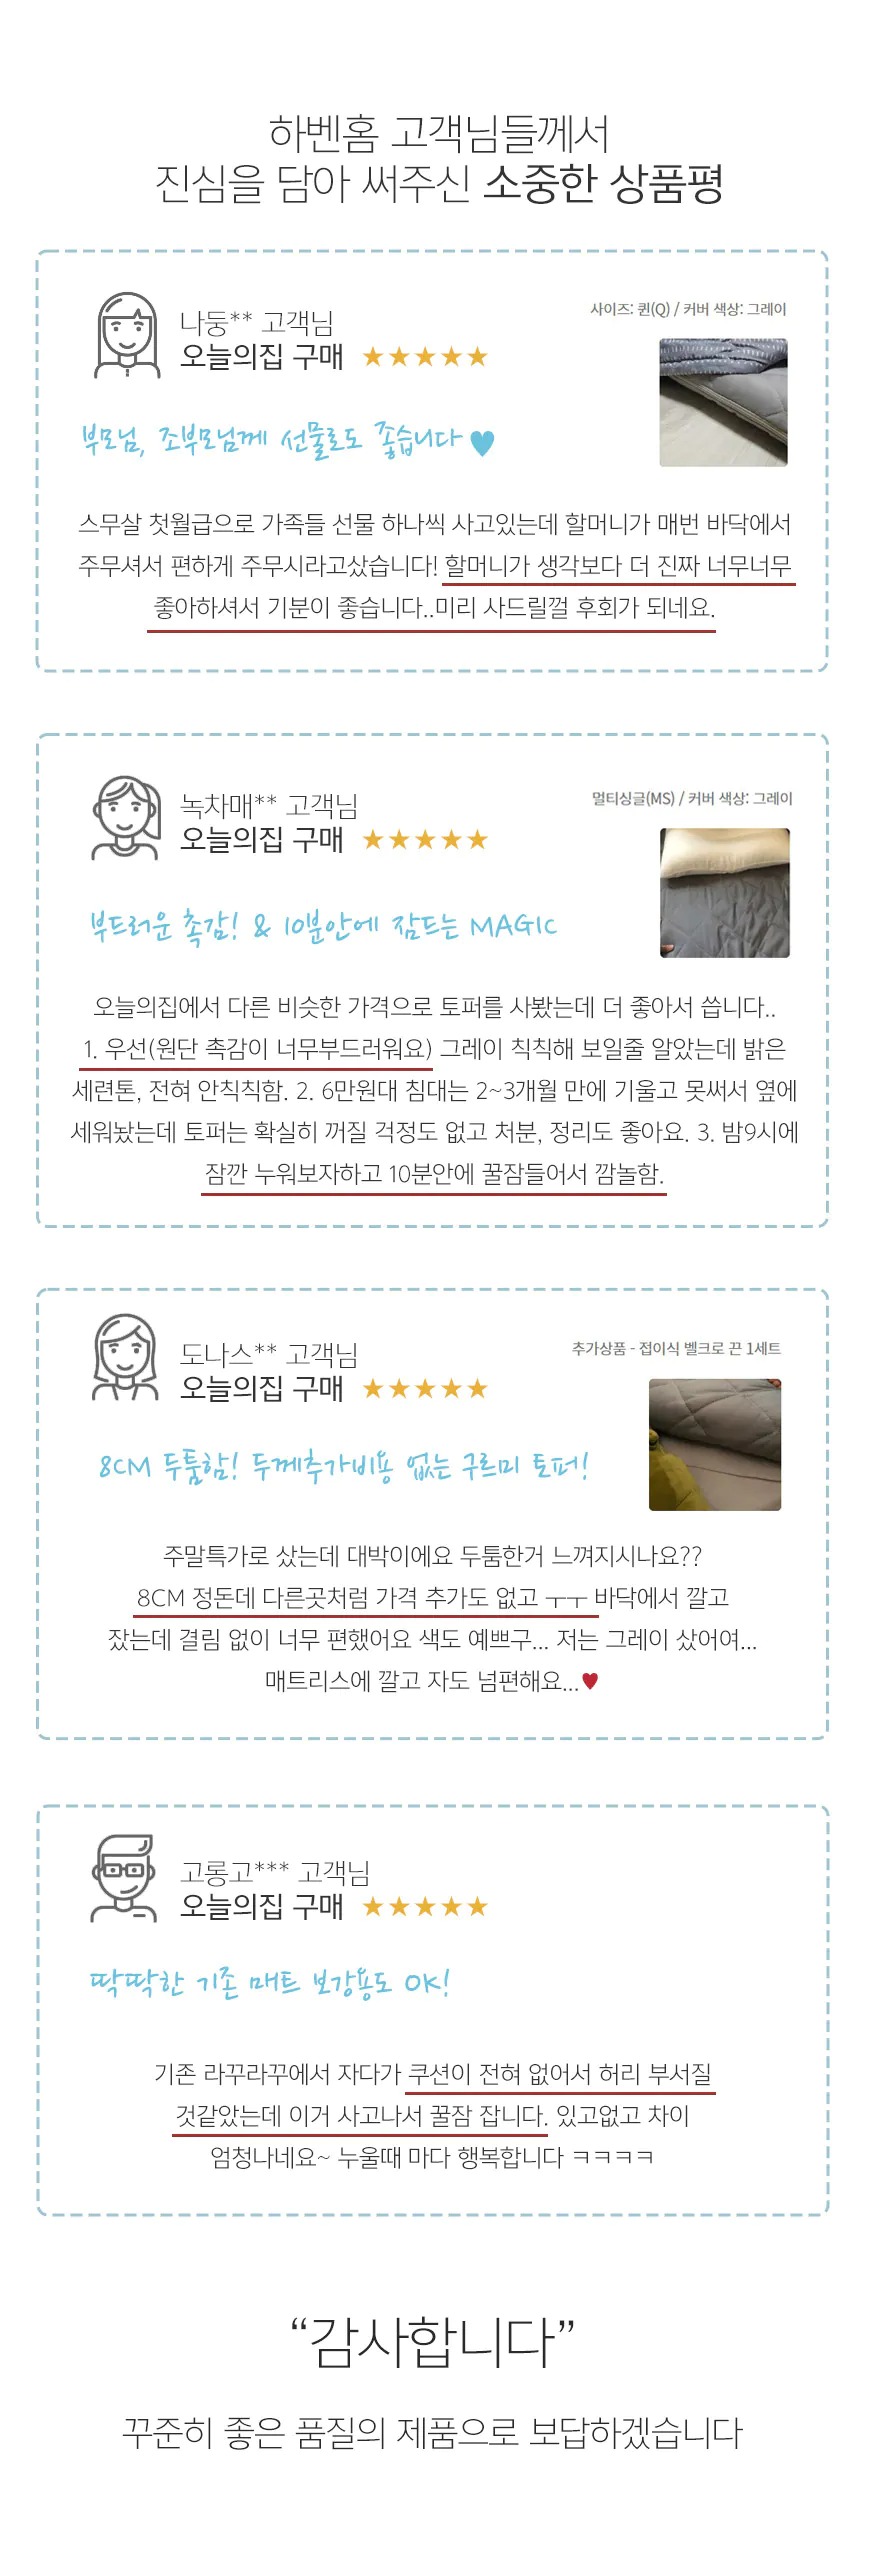 하벤홈 고객님들께서
진심을 담아 써주신 소중한 상품평
나둥** 고객님
오늘의집 구매 ★★★★★
사이즈: 퀸(Q) / 커버 색상: 그레이
부모님, 조부모님께 선물로도 좋습니다 ♥
스무살 첫월급으로 가족들 선물 하나씩 사고있는데 할머니가 매번 바닥에서
주무셔서 편하게 주무시라고샀습니다! 할머니가 생각보다 더 진짜 너무너무
좋아하셔서 기분이 좋습니다..미리 사드릴껄 후회가 되네요.
녹차매** 고객님
오늘의집 구매 ★★★★★
멀티싱글(MS) / 커버 색상: 그레이
부드러운 촉감! & 10분안에 잠드는 MAGIC
오늘의집에서 다른 비슷한 가격으로 토퍼를 사봤는데 더 좋아서 씁니다..
1. 우선(원단 촉감이 너무부드러워요) 그레이 칙칙해 보일줄 알았는데 밝은
세련톤, 전혀 안칙칙함. 2. 6만원대 침대는 2~3개월 만에 기울고 못써서 옆에
세워놨는데 토퍼는 확실히 꺼질 걱정도 없고 처분, 정리도 좋아요. 3. 밤9시에
잠깐 누워보자하고 10분안에 꿀잠들어서 깜놀함.
도나스** 고객님
오늘의집 구매 ★★★★★
추가상품 - 접이식 벨크로 끈 1세트
8CM 두툼함! 두께추가비용 없는 구르미 토퍼!
주말특가로 샀는데 대박이에요 두툼한거 느껴지시나요??
8CM 정돈데 다른곳처럼 가격 추가도 없고 ㅜㅜ 바닥에서 깔고
잤는데 결림 없이 너무 편했어요 색도 예쁘구... 저는 그레이 샀어여...
매트리스에 깔고 자도 넘편해요...♥
고롱고*** 고객님
오늘의집 구매 ★★★★★
딱딱한 기존 매트 보강용도 OK!
기존 라꾸라꾸에서 자다가 쿠션이 전혀 없어서 허리 부서질
것같았는데 이거 사고나서 꿀잠 잡니다. 있고없고 차이
엄청나네요~ 누울때 마다 행복합니다 ㅋㅋㅋㅋ
“감사합니다”
꾸준히 좋은 품질의 제품으로 보답하겠습니다